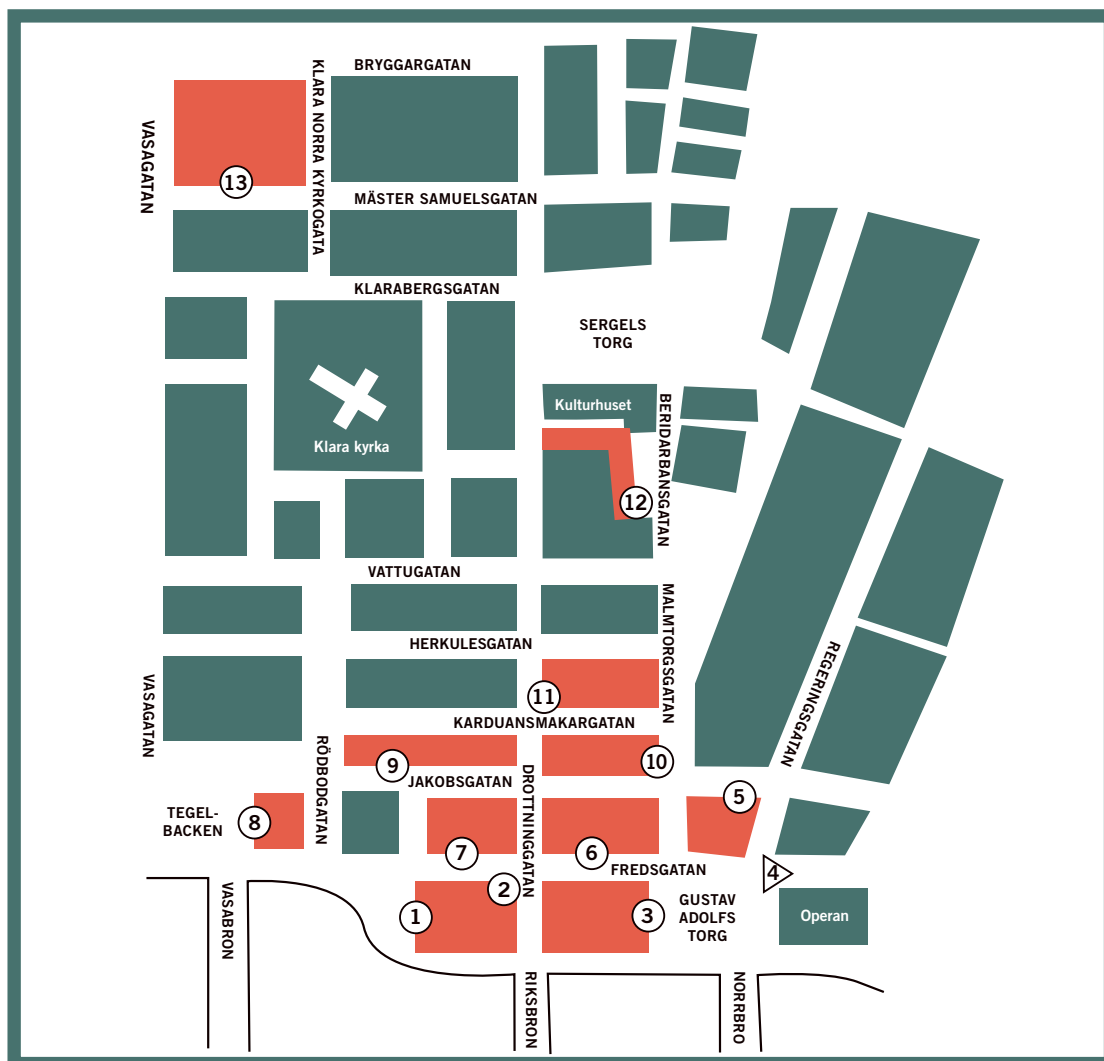 BRYGGARGATAN
KLARA NORRA KYRKOGATA
VASAGATAN
13
MÄSTER SAMUELSGATAN
KLARABERGSGATAN
SERGELS
TORG
Kulturhuset
BERIDARBANSGATAN
Klara kyrka
12
VATTUGATAN
MALMTORGSGATAN
HERKULESGATAN
REGERINGSGATAN
VASAGATAN
11
KARDUANSMAKARGATAN
RÖDBODGATAN
9
10
JAKOBSGATAN
DROTTNINGGATAN
5
TEGEL-
BACKEN
8
7
6
FREDSGATAN
4
2
1
3
GUSTAV
ADOLFS
TORG
Operan
VASABRON
RIKSBRON
NORRBRO